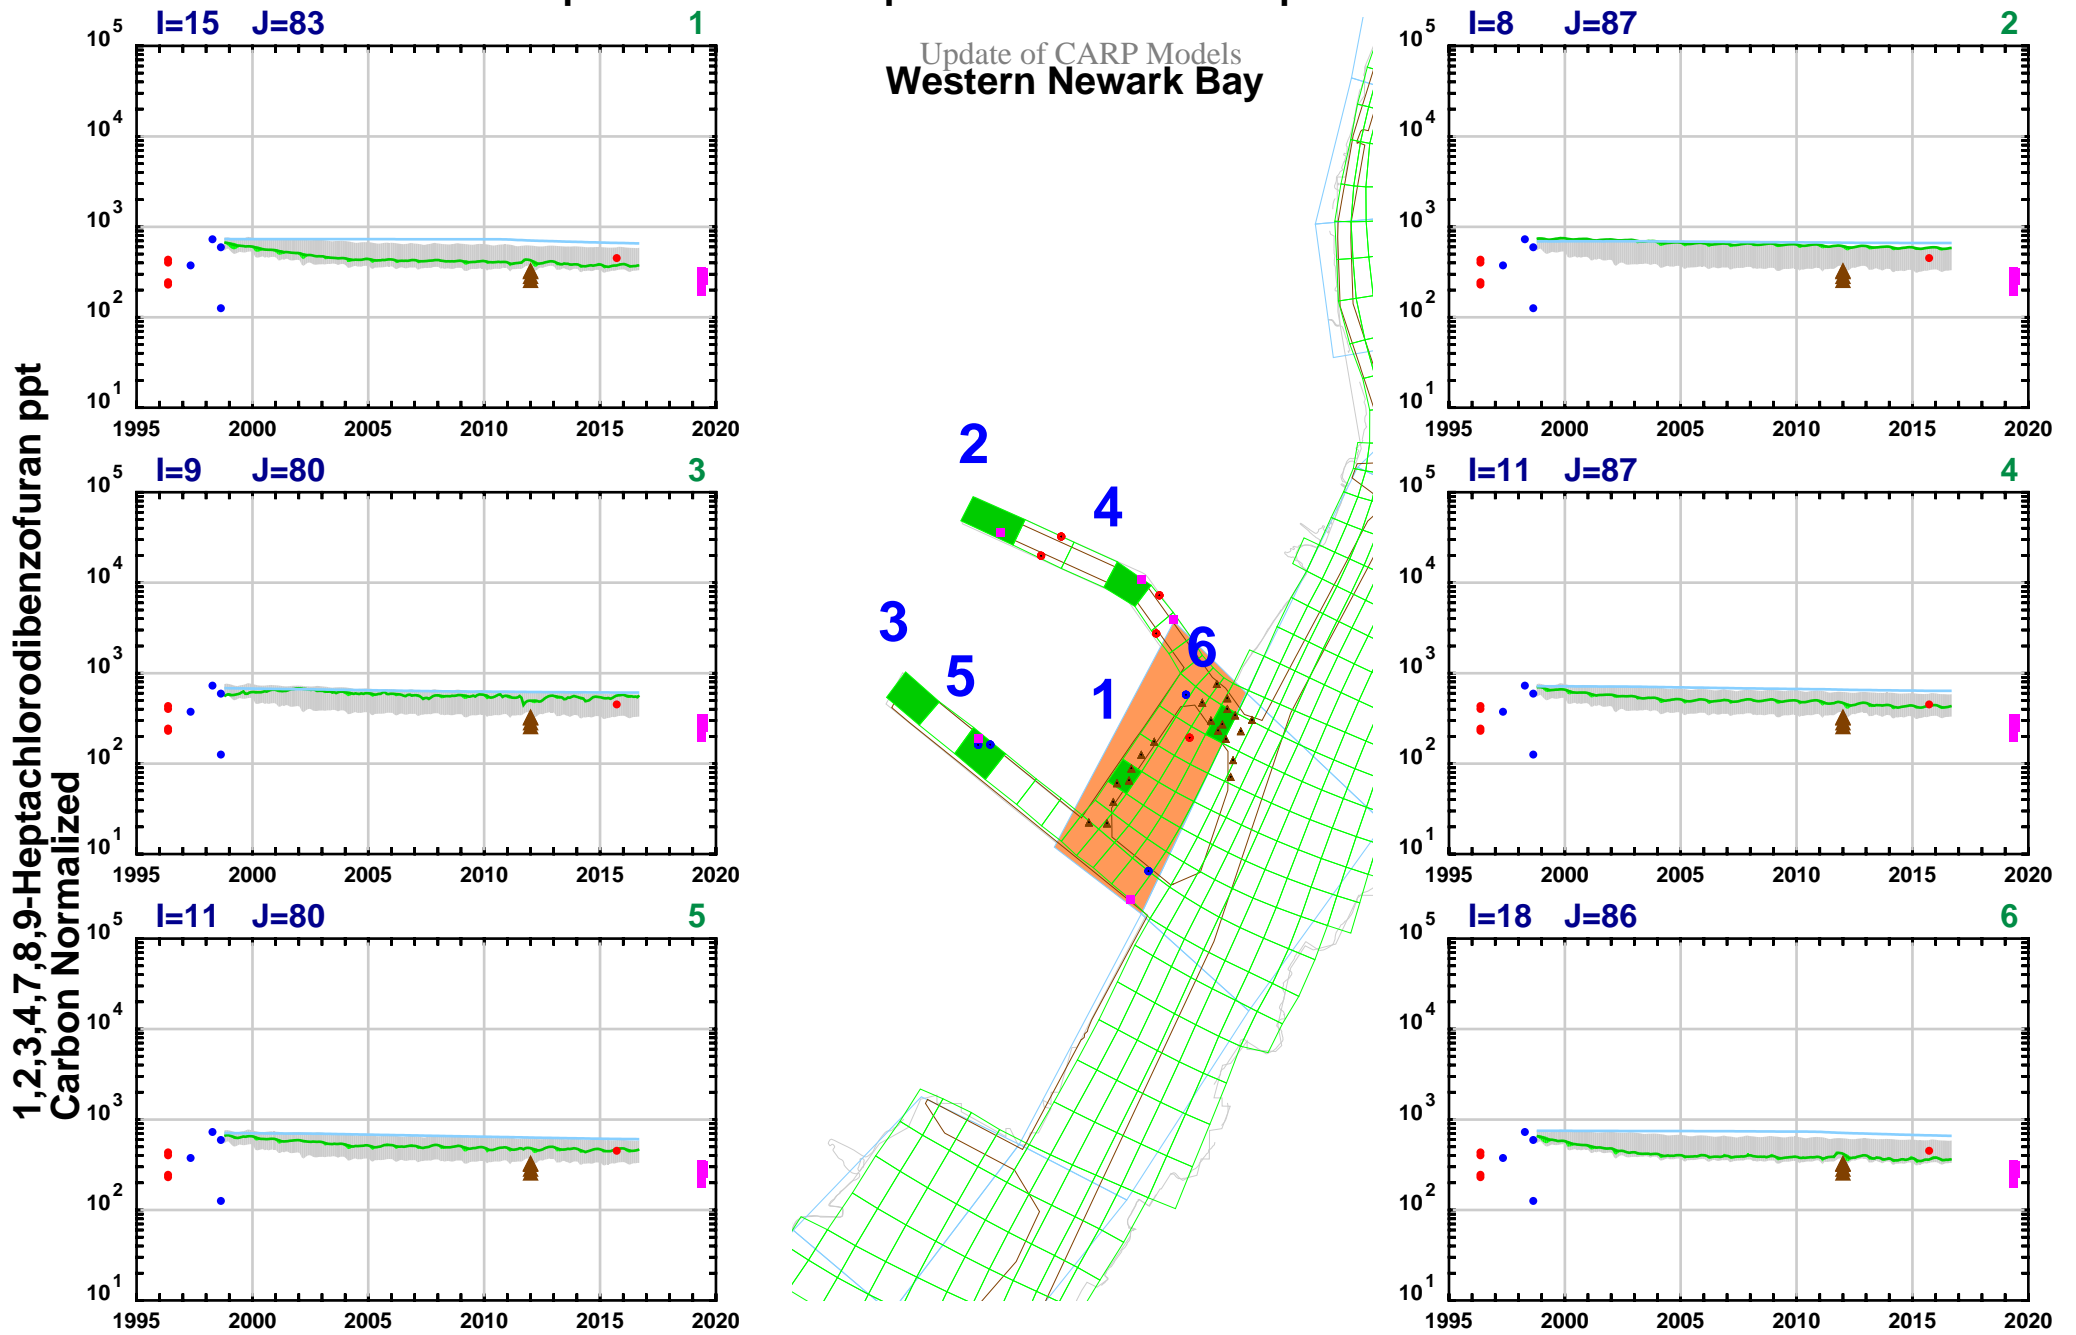 Update of CARP Models
Western Newark Bay
1,2,3,4,7,8,9-Heptachlorodibenzofuran ppt
Carbon Normalized
I=15 J=83 1
10^5
10^4
10^3
10^2
10^1
1995 2000 2005 2010 2015 2020
I=8 J=87 2
10^5
10^4
10^3
10^2
10^1
1995 2000 2005 2010 2015 2020
I=9 J=80 3
10^5
10^4
10^3
10^2
10^1
1995 2000 2005 2010 2015 2020
I=11 J=87 4
10^5
10^4
10^3
10^2
10^1
1995 2000 2005 2010 2015 2020
I=11 J=80 5
10^5
10^4
10^3
10^2
10^1
1995 2000 2005 2010 2015 2020
I=18 J=86 6
10^5
10^4
10^3
10^2
10^1
1995 2000 2005 2010 2015 2020
2
4
3
6
5
1